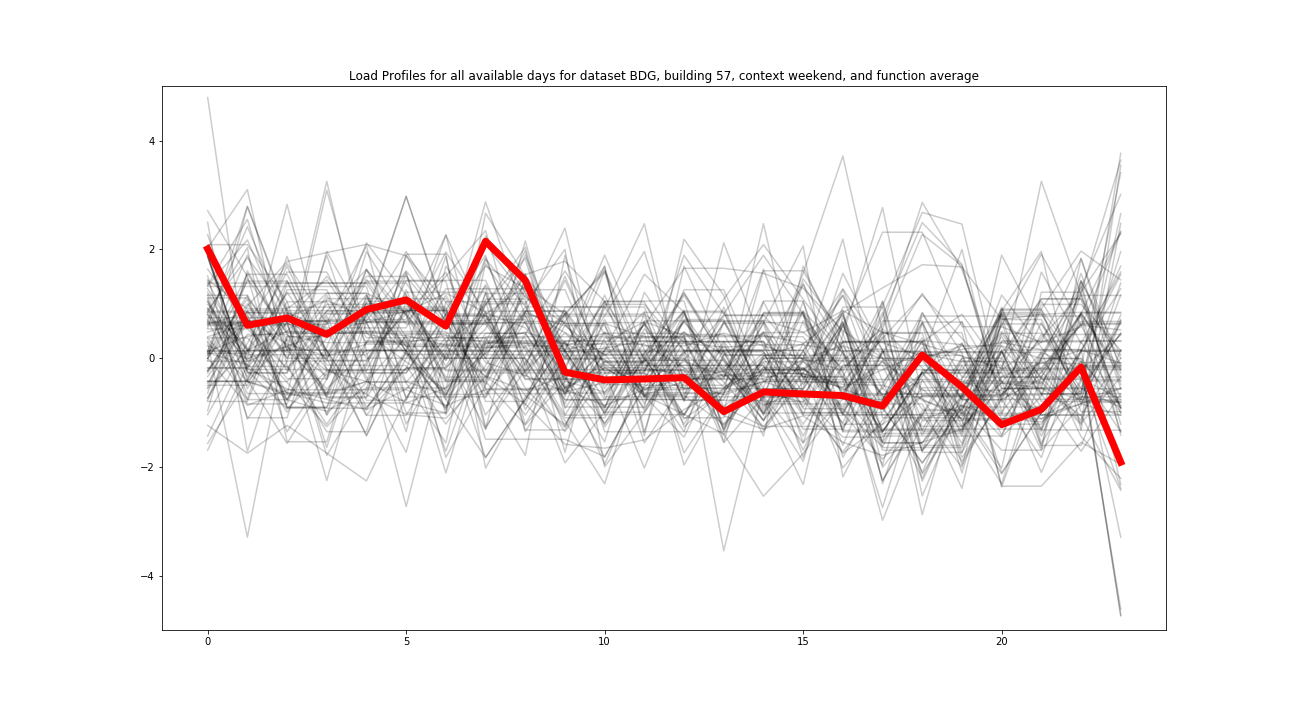 Load Profiles for all available days for dataset BDG, building 57, context weekend, and function average
4
2
0
−2
−4
0 5 10 15 20